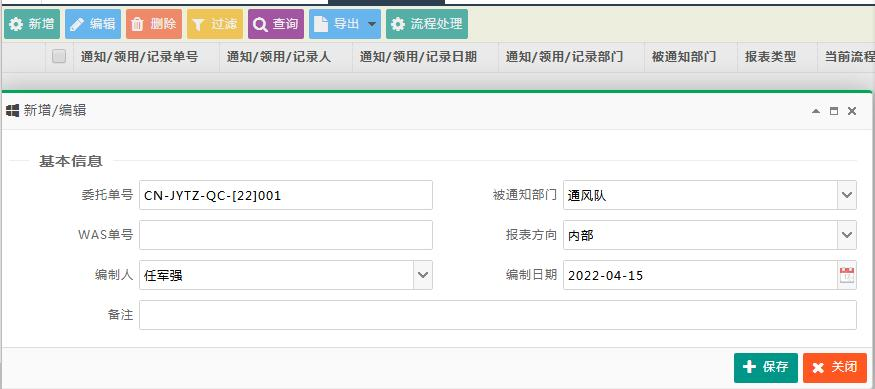 新增 编辑 删除 过滤 查询 导出 流程处理
通知/领用/记录单号 通知/领用/记录人 通知/领用/记录日期 通知/领用/记录部门 被通知部门 报表类型 当前流程
新增/编辑
基本信息
委托单号 CN-JYTZ-QC-[22]001 被通知部门 通风队
WAS单号 报表方向 内部
编制人 任军强 编制日期 2022-04-15
备注
保存 关闭